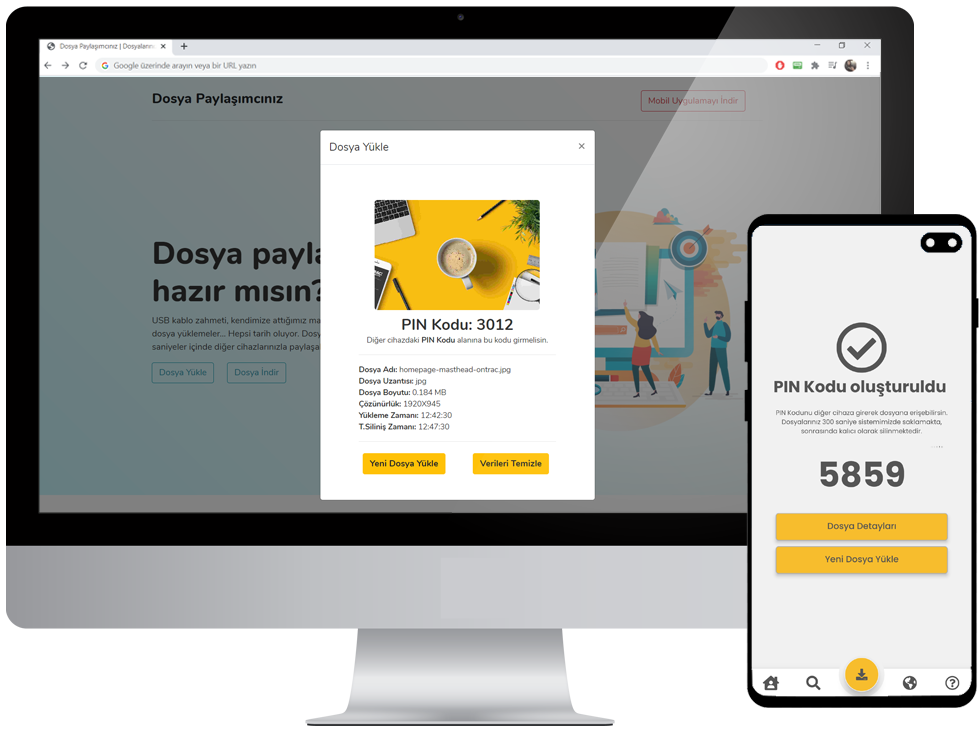 Dosya Paylaşımcınız | Dosyaların
Google üzerinde arayın veya bir URL yazın
Dosya Paylaşımcınız
Mobil Uygulamayı İndir
Dosya Yükle
Dosya payla
hazır mısın?
USB kablo zahmeti, kendimize attığımız ma
dosya yüklemeler... Hepsi tarih oluyor. Dosy
saniyeler içinde diğer cihazlarınızla paylaşa
Dosya Yükle
Dosya İndir
PIN Kodu: 3012
Diğer cihazdaki PIN Kodu alanına bu kodu girmelisin.
Dosya Adı: homepage-masthead-ontrac.jpg
Dosya Uzantısı: jpg
Dosya Boyutu: 0.184 MB
Çözünürlük: 1920X945
Yükleme Zamanı: 12:42:30
T.Siliniş Zamanı: 12:47:30
Yeni Dosya Yükle
Verileri Temizle
PIN Kodu oluşturuldu
PIN Kodunu diğer cihaza girerek dosyana erişebilirsin.
Dosyalarınız 300 saniye sistemimizde saklamakta,
sonrasında kalıcı olarak silinmektedir.
5859
Dosya Detayları
Yeni Dosya Yükle